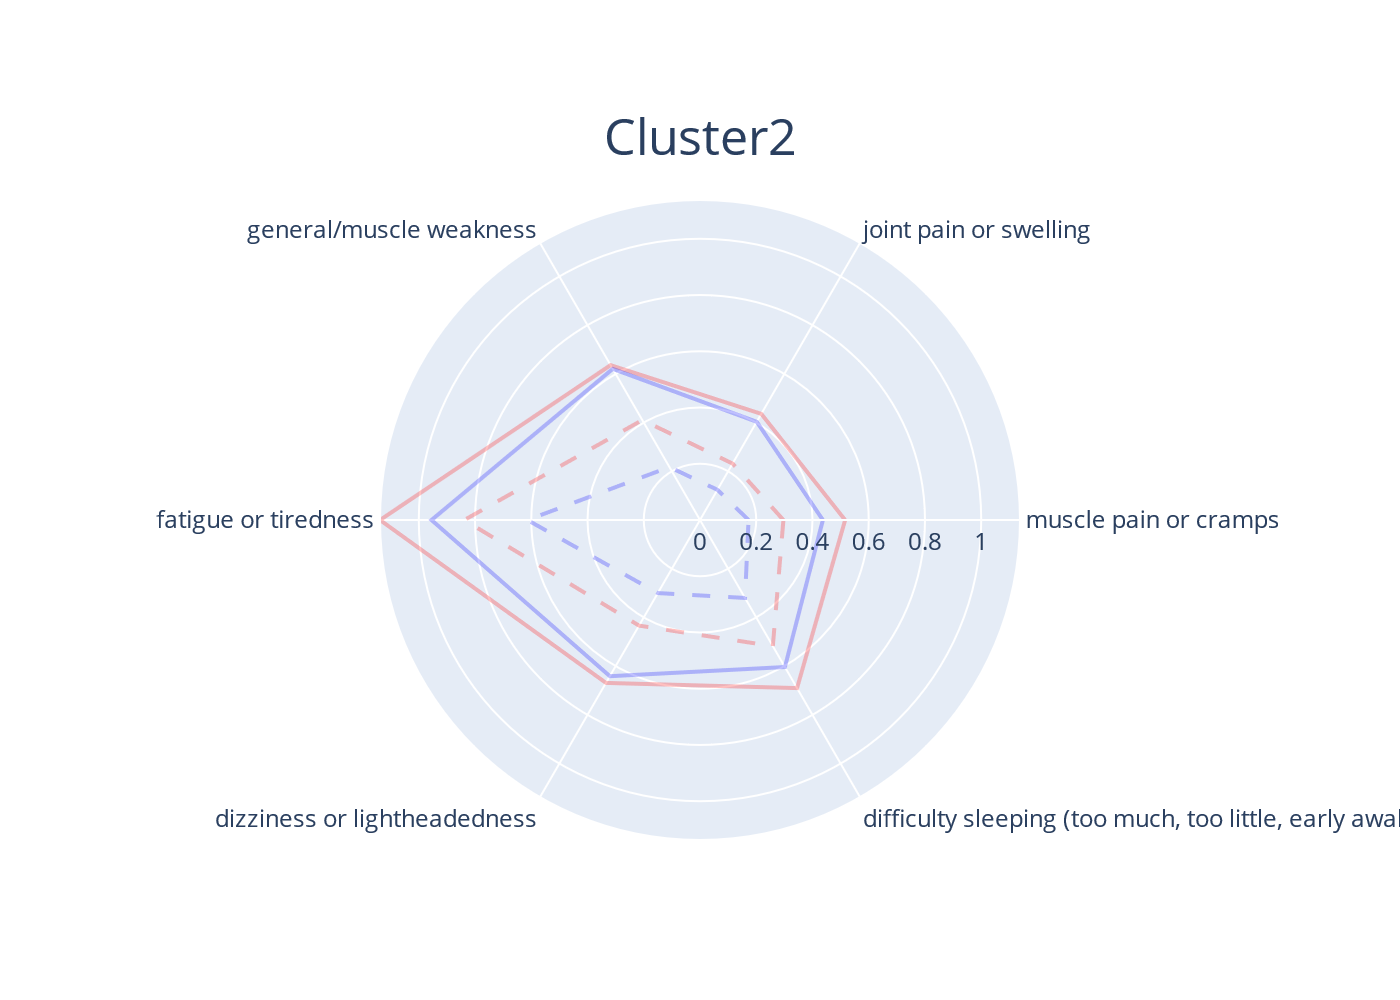 Cluster2
general/muscle weakness
joint pain or swelling
fatigue or tiredness
muscle pain or cramps
0 0.2 0.4 0.6 0.8 1
dizziness or lightheadedness
difficulty sleeping (too much, too little, early